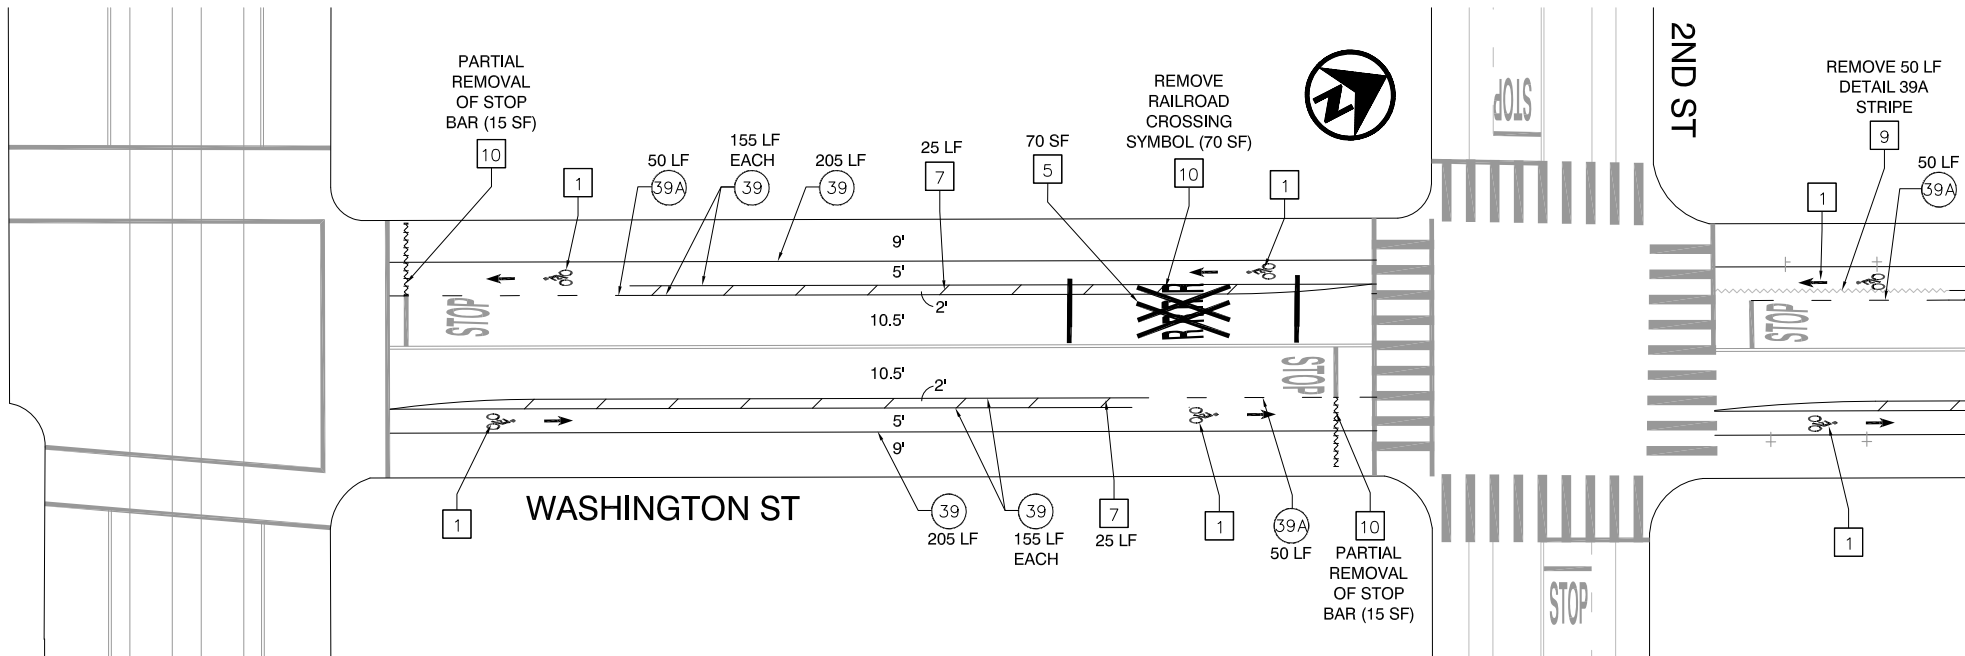 PARTIAL
REMOVAL
OF STOP
BAR (15 SF)
10
1
50 LF
39A
155 LF
EACH
39
205 LF
39
25 LF
7
70 SF
5
REMOVE
RAILROAD
CROSSING
SYMBOL (70 SF)
10
1
N
STOP
2ND ST
REMOVE 50 LF
DETAIL 39A
STRIPE
9
50 LF
39A
1
9'
5'
2'
10.5'
STOP
R R
STOP
10.5'
2'
5'
9'
STOP
1
WASHINGTON ST
39
205 LF
39
155 LF
EACH
7
25 LF
1
39A
50 LF
10
PARTIAL
REMOVAL
OF STOP
BAR (15 SF)
STOP
1